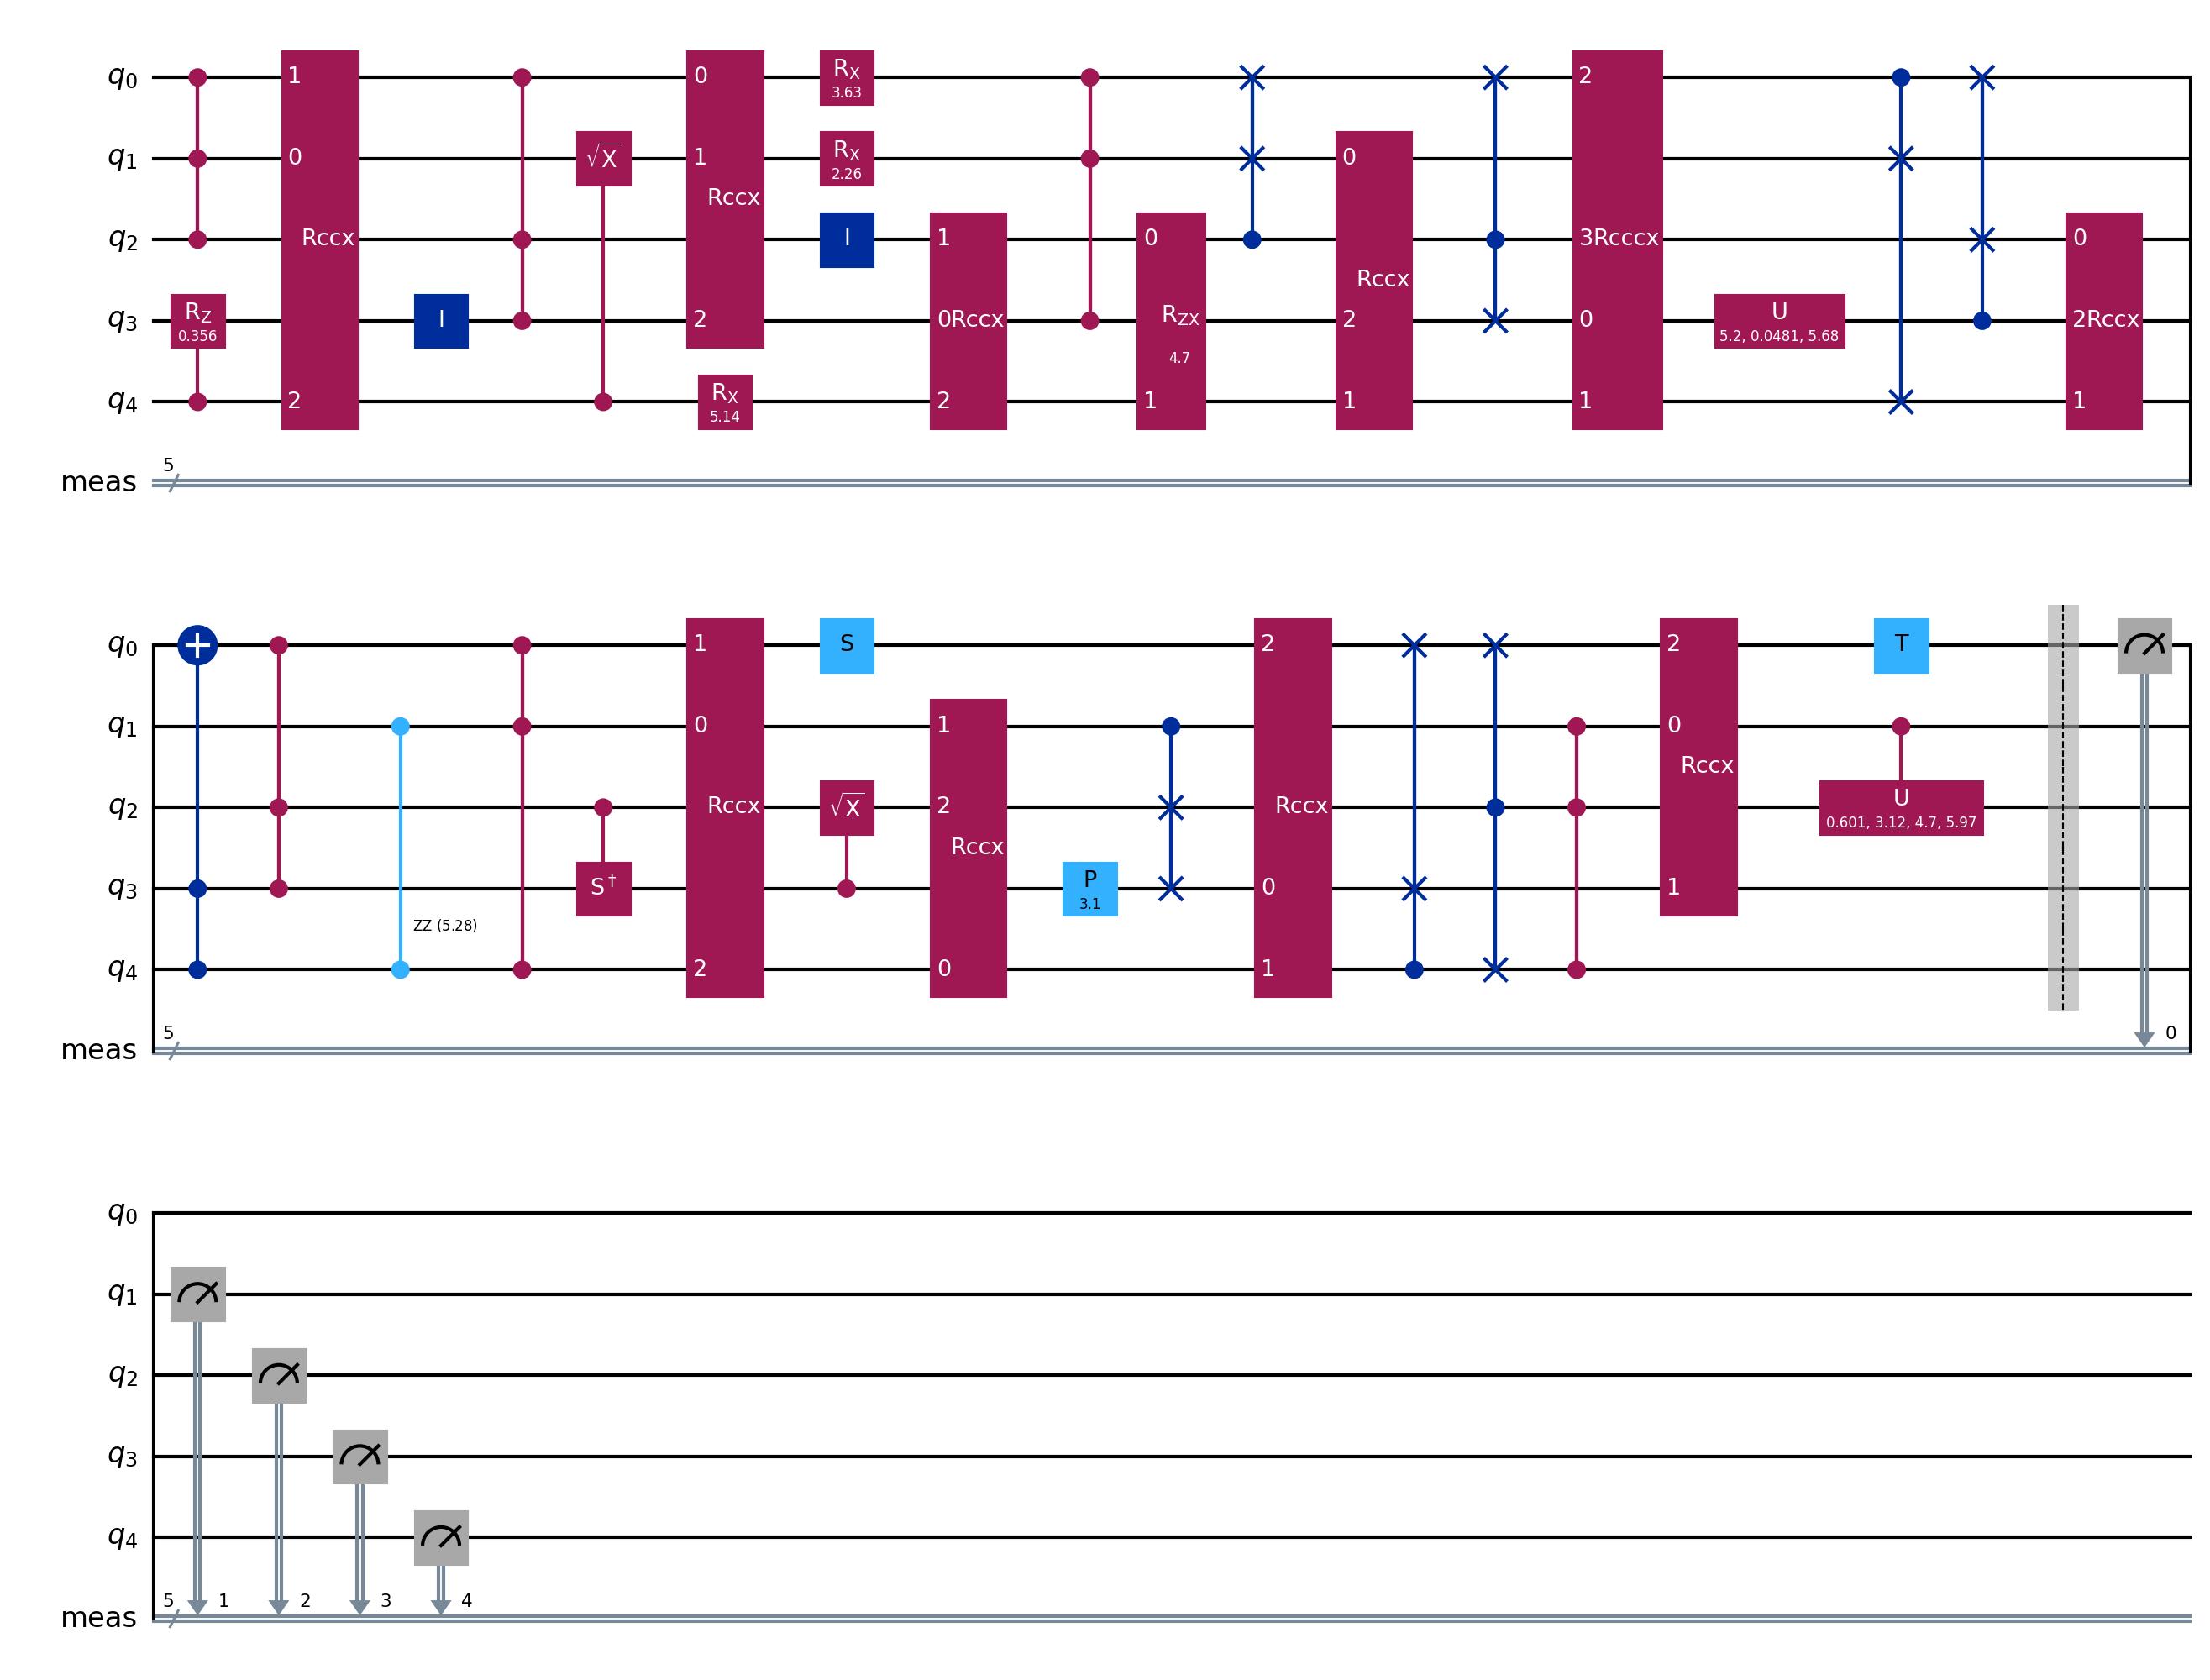 q0 1 0 R_X 3.63 2
q1 0 √X 1 Rccx R_X 2.26 0
q2 Rccx I 1 0 Rccx 3Rcccx 0
q3 R_Z 0.356 I 2 0Rccx R_ZX 4.7 2 0 U 5.2, 0.0481, 5.68 2Rccx
q4 2 R_X 5.14 2 1 1 1 1
meas 5
q0 1 S 2 2 T 
q1 0 1 0 Rccx
q2 Rccx √X 2 Rccx Rccx U 0.601, 3.12, 4.7, 5.97
q3 S† P 3.1 0 1
ZZ (5.28)
q4 2 0 1
meas 5 0
q0
q1
q2
q3
q4
meas 5 1 2 3 4